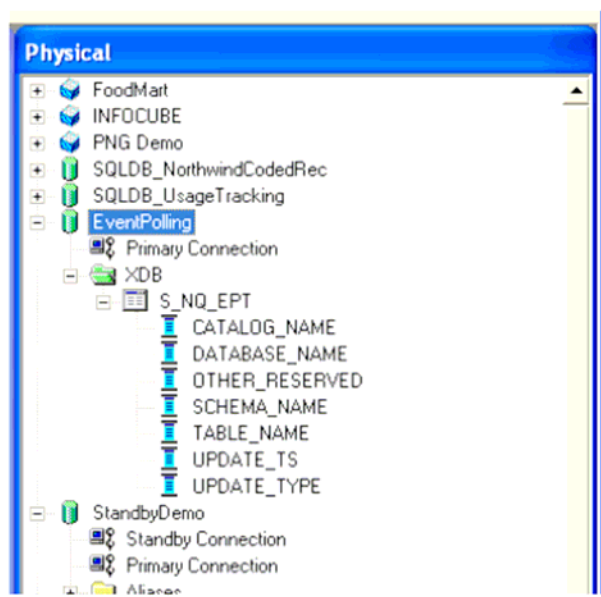 Physical
FoodMart
INFOCUBE
PNG Demo
SQLDB_NorthwindCodedRec
SQLDB_UsageTracking
EventPolling
Primary Connection
XDB
S_NQ_EPT
CATALOG_NAME
DATABASE_NAME
OTHER_RESERVED
SCHEMA_NAME
TABLE_NAME
UPDATE_TS
UPDATE_TYPE
StandbyDemo
Standby Connection
Primary Connection
Aliases